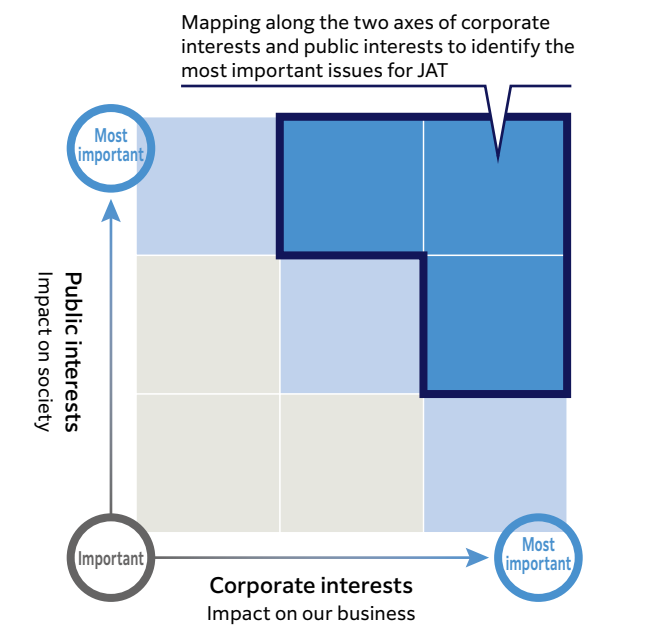 Mapping along the two axes of corporate
interests and public interests to identify the
most important issues for JAT
Most
important
Public interests
Impact on society
Important
Most
important
Corporate interests
Impact on our business